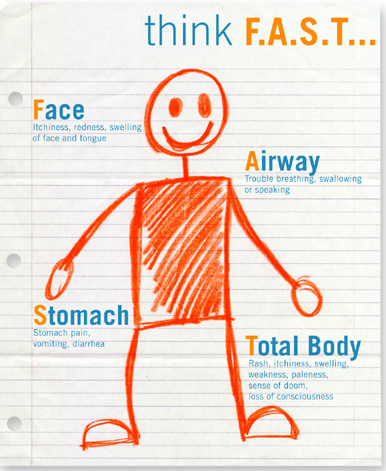 think F.A.S.T...
Face
Itchiness, redness, swelling
of face and tongue
Airway
Trouble breathing, swallowing
or speaking
Stomach
Stomach pain,
vomiting, diarrhea
Total Body
Rash, itchiness, swelling,
weakness, paleness,
sense of doom,
loss of consciousness